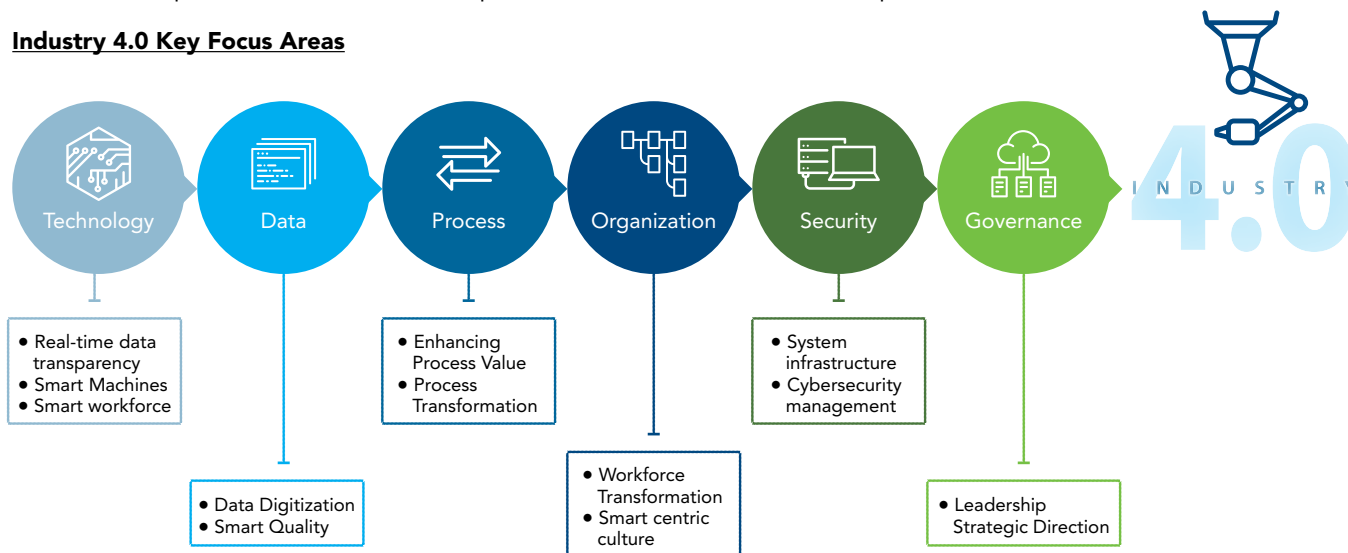 Industry 4.0 Key Focus Areas
Technology
Data
Process
Organization
Security
Governance
4.0
INDUSTRY
• Real-time data
transparency
• Smart Machines
• Smart workforce
• Data Digitization
• Smart Quality
• Enhancing
Process Value
• Process
Transformation
• Workforce
Transformation
• Smart centric
culture
• System
infrastructure
• Cybersecurity
management
• Leadership
Strategic Direction